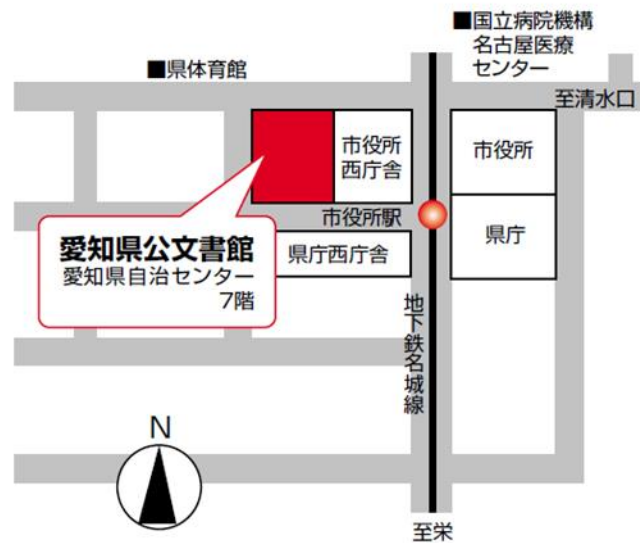 ■国立病院機構
名古屋医療
センター
■県体育館
至清水口
市役所
西庁舎
市役所
市役所駅
愛知県公文書館
愛知県自治センター
7階
県庁西庁舎
県庁
地下鉄名城線
N
至栄